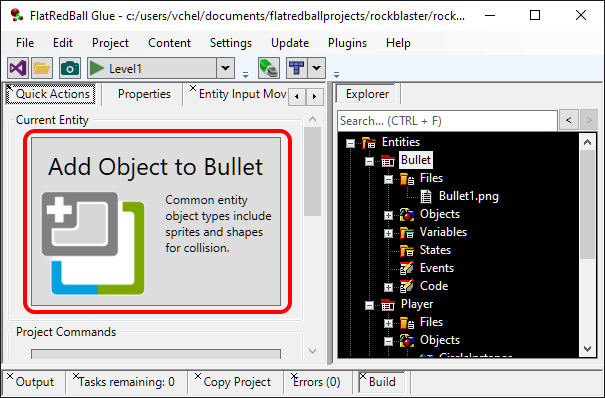 FlatRedBall Glue - c:/users/vchel/documents/flatredballprojects/rockblaster/rock...
File Edit Project Content Settings Update Plugins Help
Level1
Quick Actions Properties Entity Input Mov
Explorer
Current Entity
Add Object to Bullet
Common entity
object types include
sprites and shapes
for collision.
Project Commands
Search... (CTRL + F)
Entities
Bullet
Files
Bullet1.png
Objects
Variables
States
Events
Code
Player
Files
Objects
CircleInstance
Output Tasks remaining: 0 Copy Project Errors (0) Build